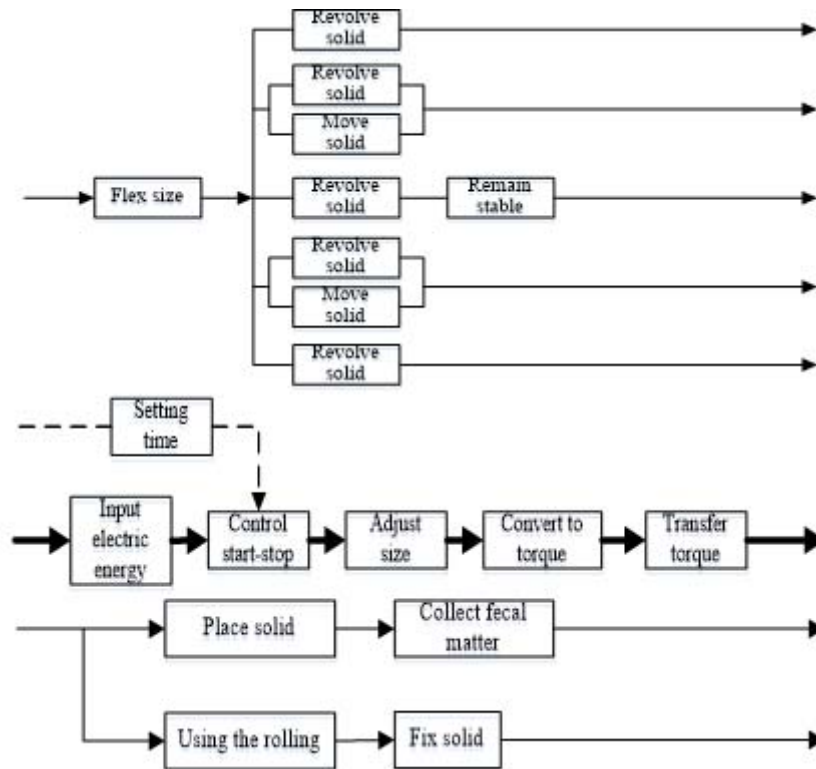 Revolve
solid
Revolve
solid
Move
solid
Flex size
Revolve
solid
Remain
stable
Revolve
solid
Move
solid
Revolve
solid
Setting
time
Input
electric
energy
Control
start-stop
Adjust
size
Convert to
torque
Transfer
torque
Place solid
Collect fecal
matter
Using the rolling
Fix solid